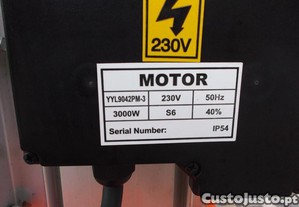 230V
MOTOR
YYL9042PM-3 230V 50Hz
3000W S6 40%
Serial Number: IP54
Custojusto.pt